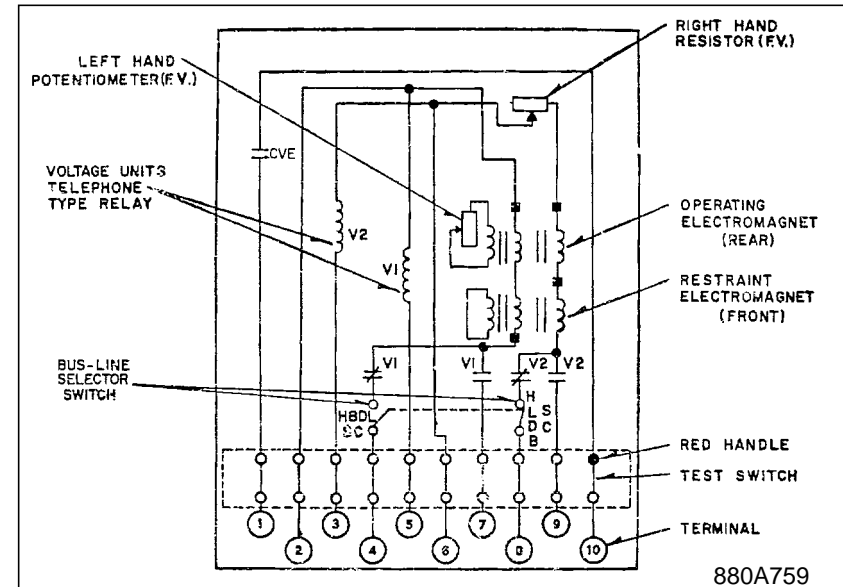 RIGHT HAND
RESISTOR (F.V.)
LEFT HAND
POTENTIOMETER (F.V.)
CVE
VOLTAGE UNITS
TELEPHONE
TYPE RELAY
V2
V1
OPERATING
ELECTROMAGNET
(REAR)
RESTRAINT
ELECTROMAGNET
(FRONT)
V1
V1
V2
V2
BUS-LINE
SELECTOR
SWITCH
HBDL
SC
H
L S
D C
B
RED HANDLE
TEST SWITCH
TERMINAL
1
2
3
4
5
6
7
8
9
10
880A759